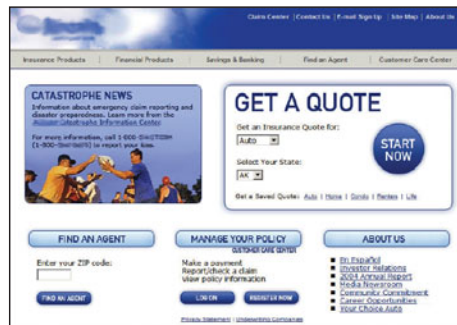 Claim Center | Contact Us | E-mail Sign Up | Site Map | About Us
Insurance Products | Financial Products | Savings & Banking | Find an Agent | Customer Care Center
CATASTROPHE NEWS
Information about emergency claim reporting and
disaster preparedness. Learn more from the
Catastrophe Information Center.
For more information, call 1-800-
(1-800-) to report your loss.
GET A QUOTE
Get an Insurance Quote for:
Auto
Select Your State:
AK
START
NOW
Get a Saved Quote: Auto | Home | Condo | Renters | Life
FIND AN AGENT
Enter your ZIP code:
FIND AN AGENT
MANAGE YOUR POLICY
CUSTOMER CARE CENTER
Make a payment
Report/check a claim
View policy information
LOG ON
REGISTER NOW
ABOUT US
En Español
Investor Relations
2004 Annual Report
Media Newsroom
Community Commitment
Career Opportunities
Your Choice Auto
Privacy Statement | Underwriting Companies